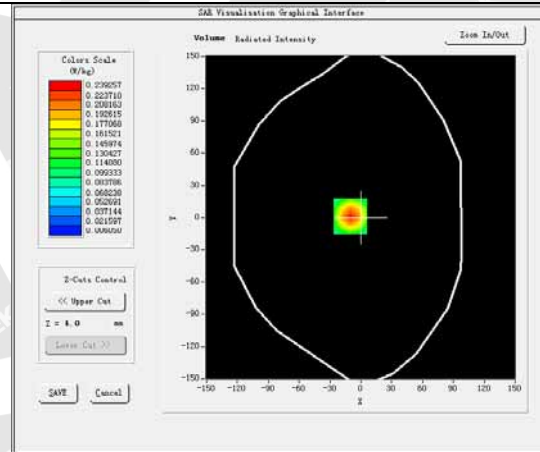 SAR Visualisation Graphical Interface
Colors Scale
(W/kg)
0.239257
0.223710
0.208163
0.192615
0.177068
0.161521
0.145974
0.130427
0.114880
0.099333
0.083786
0.068238
0.052691
0.037144
0.021597
0.006050
Volume Radiated Intensity
Zoom In/Out
150
120
90
60
30
0
-30
-60
-90
-120
-150
Y
-150 -120 -90 -60 -30 0 30 60 90 120 150
X
Z-Cuts Control
<< Upper Cut
Z = 4.0 mm
Lower Cut >>
SAVE Cancel